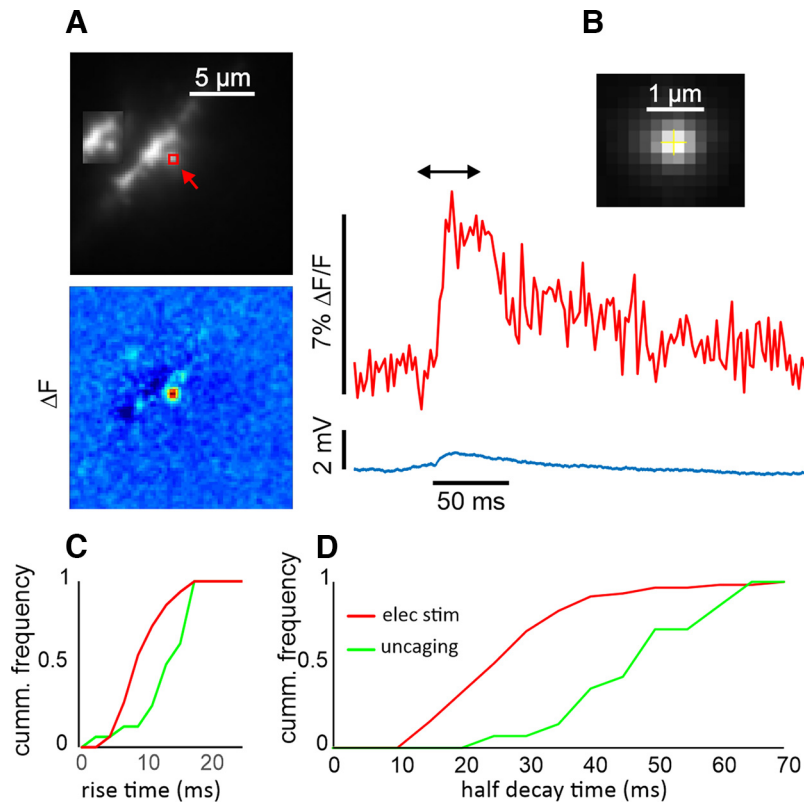 A
B
5 µm
1 µm
7% ΔF/F
ΔF
2 mV
50 ms
C
D
cumm. frequency
1
0.5
0
0
10
20
rise time (ms)
cumm. frequency
1
0.5
0
elec stim
uncaging
0
10
20
30
40
50
60
70
half decay time (ms)